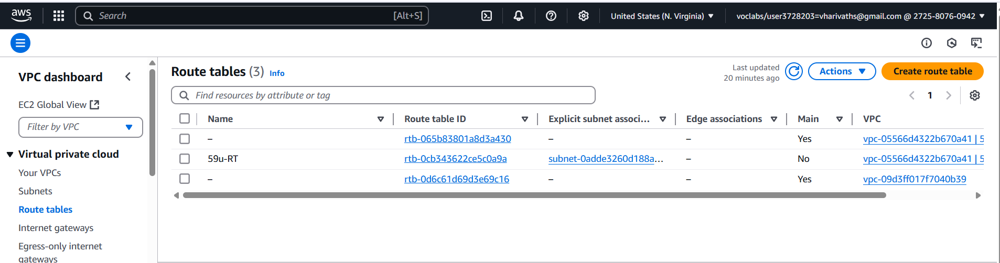 aws
Search [Alt+S]
United States (N. Virginia)
voclabs/user3728203=vharivaths@gmail.com @ 2725-8076-0942
VPC dashboard
EC2 Global View
Filter by VPC
Virtual private cloud
Your VPCs
Subnets
Route tables
Internet gateways
Egress-only internet
gateways
Route tables (3) Info
Last updated
20 minutes ago
Actions
Create route table
Find resources by attribute or tag
1
Name Route table ID Explicit subnet associ... Edge associations Main VPC
– rtb-065b83801a8d3a430 – – Yes vpc-05566d4322b670a41 | 5
59u-RT rtb-0cb343622ce5c0a9a subnet-0adde3260d188a... – No vpc-05566d4322b670a41 | 5
– rtb-0d6c61d69d3e69c16 – – Yes vpc-09d3ff017f7040b39